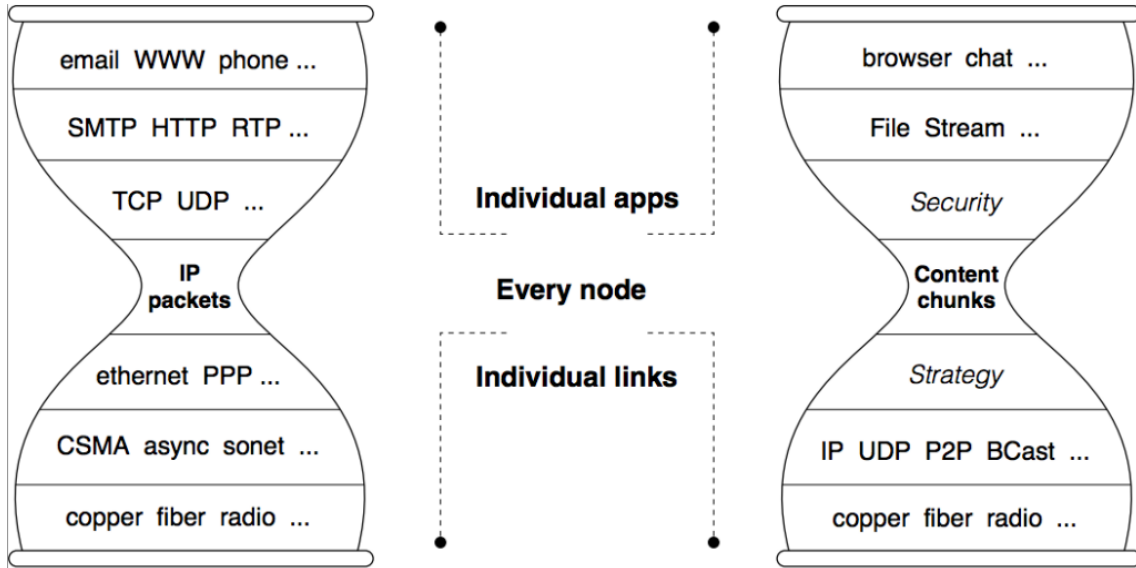 email WWW phone ...
SMTP HTTP RTP ...
TCP UDP ...
IP
packets
ethernet PPP ...
CSMA async sonet ...
copper fiber radio ...
Individual apps
Every node
Individual links
browser chat ...
File Stream ...
Security
Content
chunks
Strategy
IP UDP P2P BCast ...
copper fiber radio ...